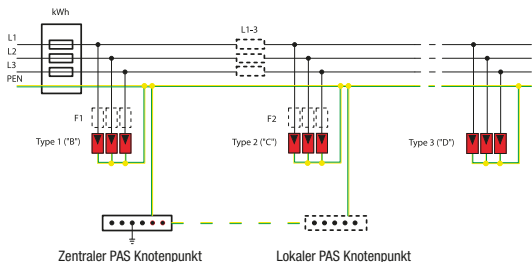 kWh
L1
L2
L3
PEN
L1-3
F1
F2
Type 1 ("B")
Type 2 ("C")
Type 3 ("D")
Zentraler PAS Knotenpunkt
Lokaler PAS Knotenpunkt